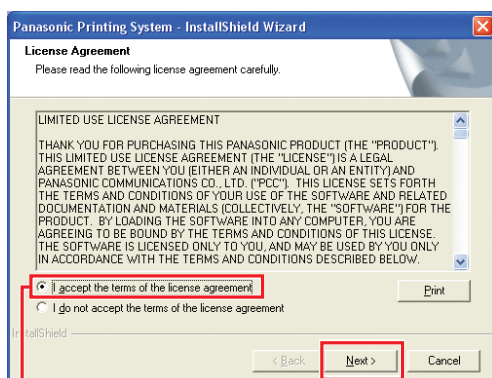 Panasonic Printing System - InstallShield Wizard
License Agreement
Please read the following license agreement carefully.
LIMITED USE LICENSE AGREEMENT
THANK YOU FOR PURCHASING THIS PANASONIC PRODUCT (THE "PRODUCT").
THIS LIMITED USE LICENSE AGREEMENT (THE "LICENSE") IS A LEGAL
AGREEMENT BETWEEN YOU (EITHER AN INDIVIDUAL OR AN ENTITY) AND
PANASONIC COMMUNICATIONS CO., LTD. ("PCC"). THIS LICENSE SETS FORTH
THE TERMS AND CONDITIONS OF YOUR USE OF THE SOFTWARE AND RELATED
DOCUMENTATION AND MATERIALS (COLLECTIVELY, THE "SOFTWARE") FOR THE
PRODUCT. BY LOADING THE SOFTWARE INTO ANY COMPUTER, YOU ARE
AGREEING TO BE BOUND BY THE TERMS AND CONDITIONS OF THIS LICENSE.
THE SOFTWARE IS LICENSED ONLY TO YOU, AND MAY BE USED BY YOU ONLY
IN ACCORDANCE WITH THE TERMS AND CONDITIONS DESCRIBED BELOW.
I accept the terms of the license agreement
Print
I do not accept the terms of the license agreement
InstallShield
< Back Next > Cancel